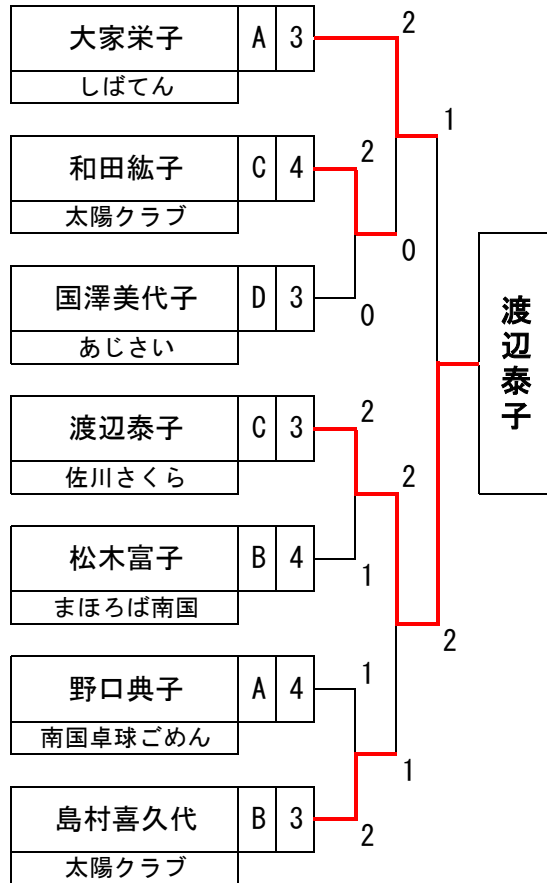 大家栄子 A 3
しばてん
2
1
和田紘子 C 4
太陽クラブ
2
0
国澤美代子 D 3
あじさい
0
渡辺泰子
渡辺泰子 C 3
佐川さくら
2
2
松木富子 B 4
まほろば南国
1
2
野口典子 A 4
南国卓球ごめん
1
1
島村喜久代 B 3
太陽クラブ
2